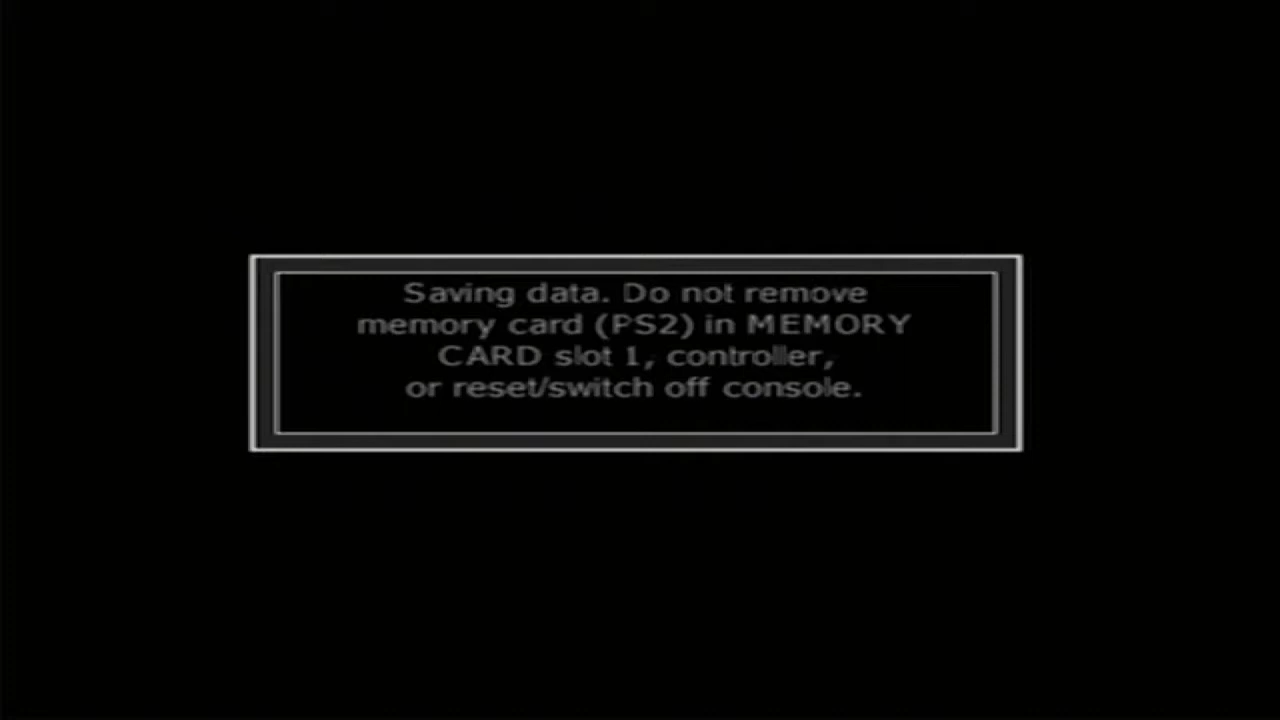 Saving data. Do not remove
memory card (PS2) in MEMORY
CARD slot 1, controller,
or reset/switch off console.